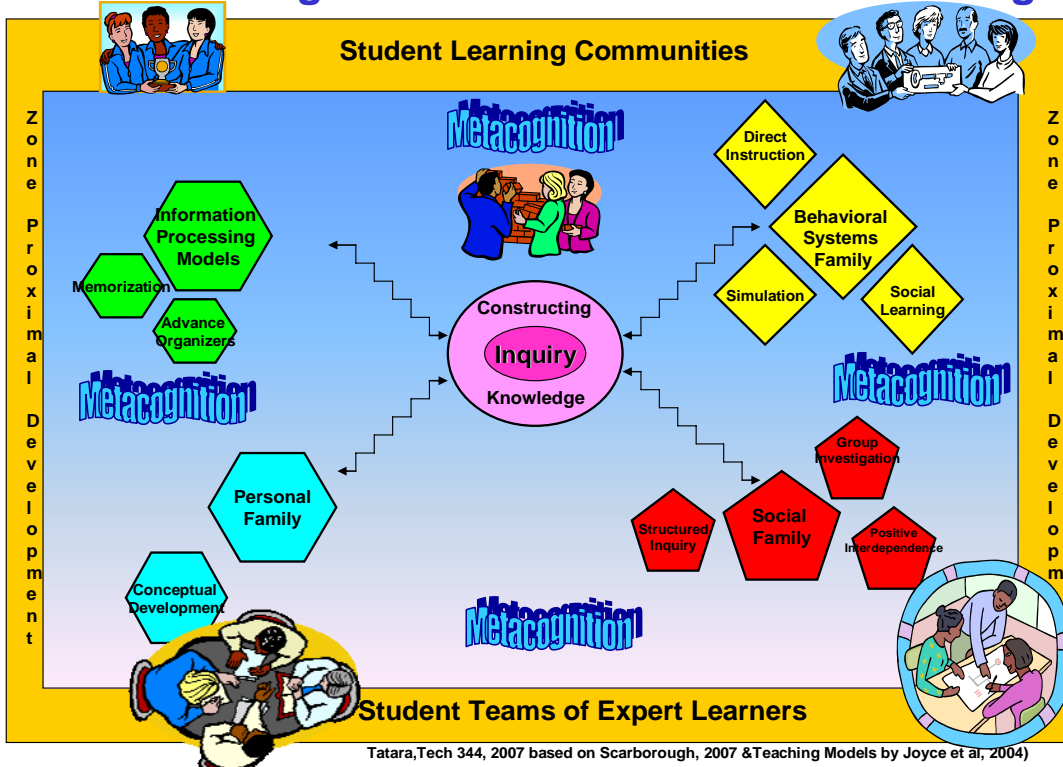 Student Learning Communities
Zone Proximal Development
Zone Proximal Developm
Metacognition
Direct
Instruction
Behavioral
Systems
Family
Simulation
Social
Learning
Information
Processing
Models
Memorization
Advance
Organizers
Constructing
Inquiry
Knowledge
Metacognition
Metacognition
Personal
Family
Conceptual
Development
Group
Investigation
Social
Family
Structured
Inquiry
Positive
Interdependence
Metacognition
Student Teams of Expert Learners
Tatara,Tech 344, 2007 based on Scarborough, 2007 &Teaching Models by Joyce et al, 2004)